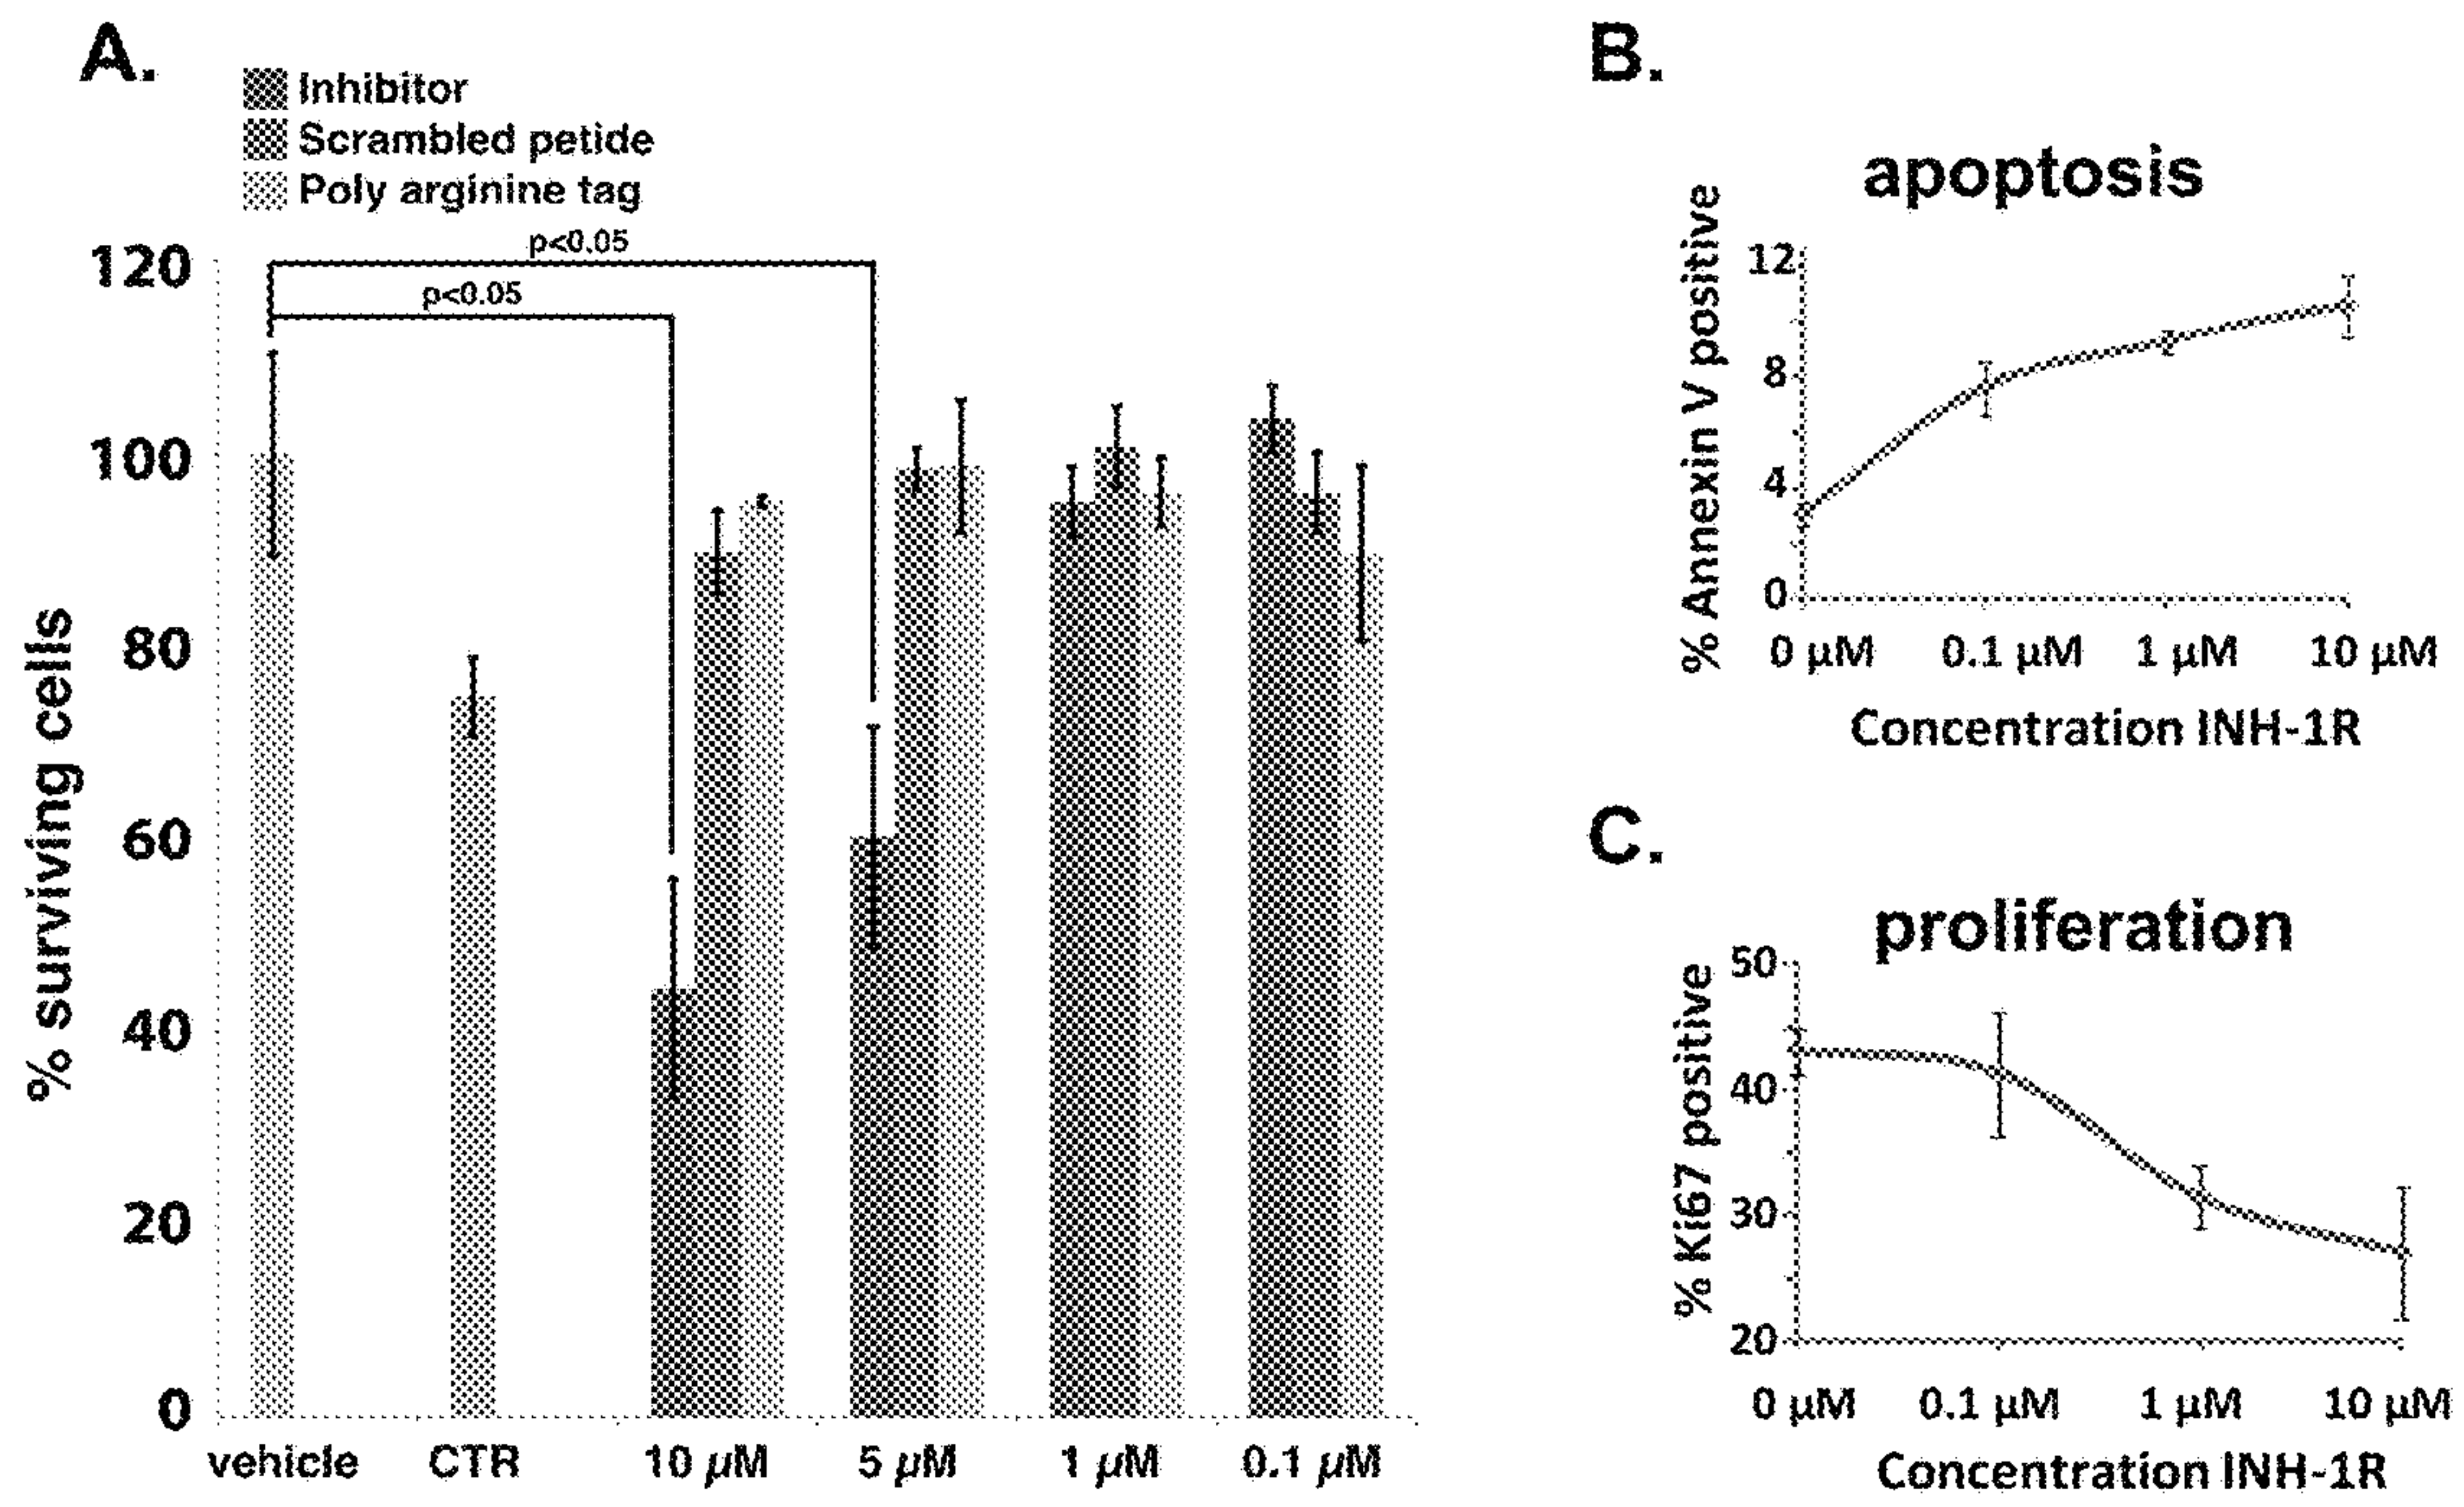 A.
Inhibitor
Scrambled petide
Poly arginine tag
p<0.05
p<0.05
120
100
80
60
40
20
0
% surviving cells
vehicle CTR 10 µM 5 µM 1 µM 0.1 µM
B.
apoptosis
% Annexin V positive
12
8
4
0
0 µM 0.1 µM 1 µM 10 µM
Concentration INH-1R
C.
proliferation
% Ki67 positive
50
40
30
20
0 µM 0.1 µM 1 µM 10 µM
Concentration INH-1R